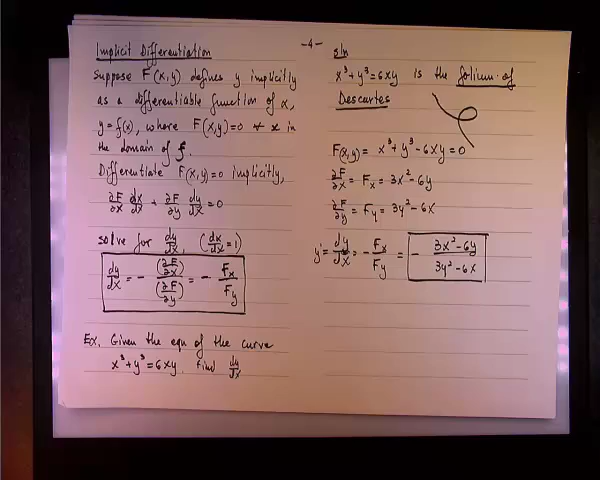 -4-
Implicit Differentiation
Suppose F(x,y) defines y implicitly
as a differentiable function of x,
y=f(x), where F(x,y)=0 ∀ x in
the domain of f.
Differentiate F(x,y)=0 implicitly,
∂F/∂x dx/dx + ∂F/∂y dy/dx = 0
solve for dy/dx, (dx/dx = 1)
dy/dx = - (∂F/∂x)/(∂F/∂y) = - Fx/Fy
Ex. Given the eqn of the curve
x³+y³=6xy. find dy/dx
sln
x³+y³=6xy is the folium of
Descartes
F(x,y)= x³+y³-6xy=0
∂F/∂x = Fx = 3x²-6y
∂F/∂y = Fy = 3y²-6x
y' = dy/dx = - Fx/Fy = - (3x²-6y)/(3y²-6x)